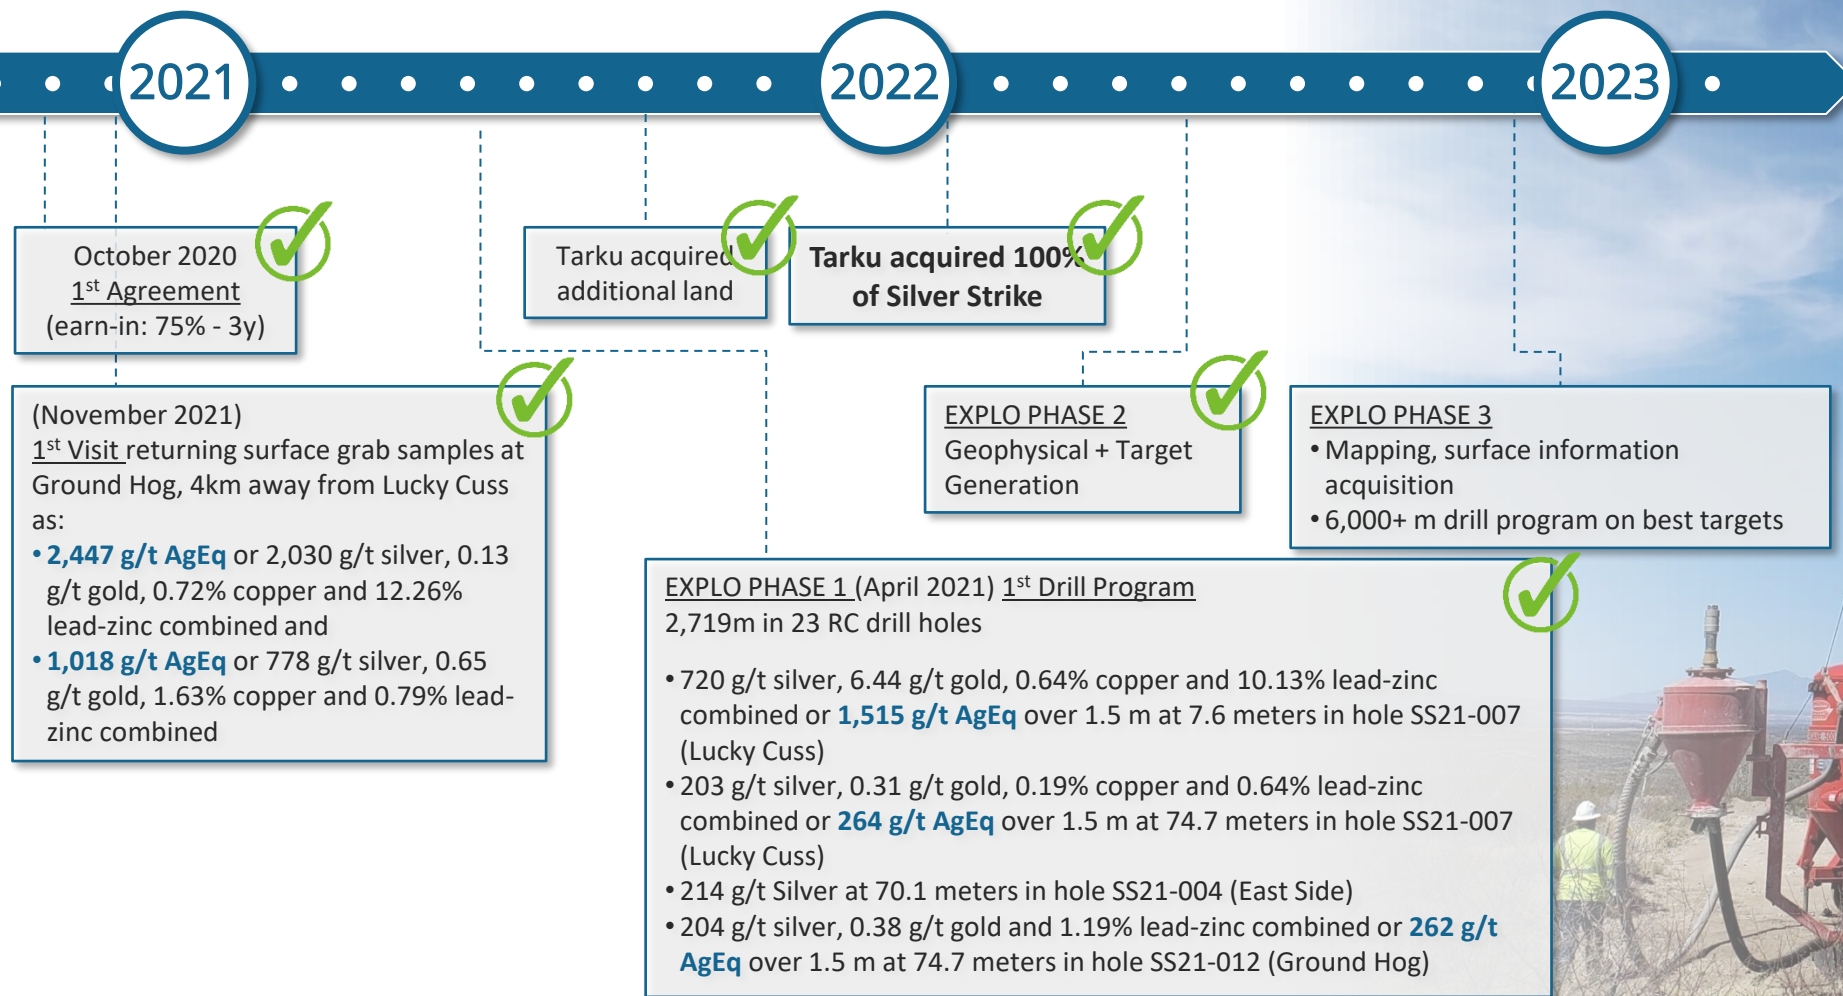 2021
2022
2023
October 2020
1st Agreement
(earn-in: 75% - 3y)
Tarku acquired
additional land
Tarku acquired 100%
of Silver Strike
(November 2021)
1st Visit returning surface grab samples at
Ground Hog, 4km away from Lucky Cuss
as:
• 2,447 g/t AgEq or 2,030 g/t silver, 0.13
g/t gold, 0.72% copper and 12.26%
lead-zinc combined and
• 1,018 g/t AgEq or 778 g/t silver, 0.65
g/t gold, 1.63% copper and 0.79% lead-
zinc combined
EXPLO PHASE 2
Geophysical + Target
Generation
EXPLO PHASE 3
• Mapping, surface information
acquisition
• 6,000+ m drill program on best targets
EXPLO PHASE 1 (April 2021) 1st Drill Program
2,719m in 23 RC drill holes
• 720 g/t silver, 6.44 g/t gold, 0.64% copper and 10.13% lead-zinc
combined or 1,515 g/t AgEq over 1.5 m at 7.6 meters in hole SS21-007
(Lucky Cuss)
• 203 g/t silver, 0.31 g/t gold, 0.19% copper and 0.64% lead-zinc
combined or 264 g/t AgEq over 1.5 m at 74.7 meters in hole SS21-007
(Lucky Cuss)
• 214 g/t Silver at 70.1 meters in hole SS21-004 (East Side)
• 204 g/t silver, 0.38 g/t gold and 1.19% lead-zinc combined or 262 g/t
AgEq over 1.5 m at 74.7 meters in hole SS21-012 (Ground Hog)